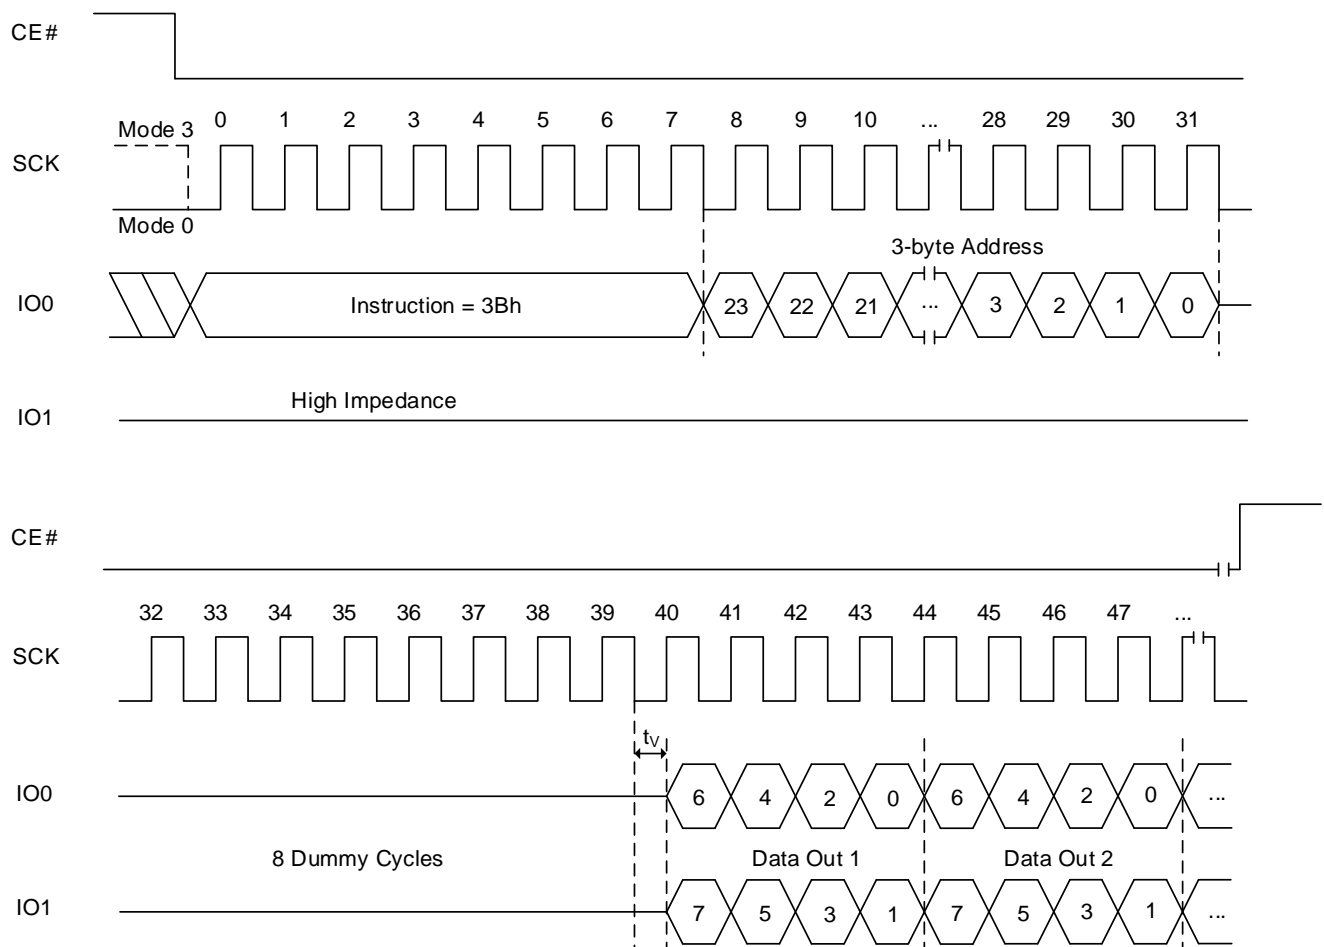 CE#
Mode 3 0 1 2 3 4 5 6 7 8 9 10 ... 28 29 30 31
SCK
Mode 0
3-byte Address
IO0 Instruction = 3Bh 23 22 21 ... 3 2 1 0
High Impedance
IO1
CE#
32 33 34 35 36 37 38 39 40 41 42 43 44 45 46 47 ...
SCK
tV
IO0 6 4 2 0 6 4 2 0 ...
8 Dummy Cycles Data Out 1 Data Out 2
IO1 7 5 3 1 7 5 3 1 ...